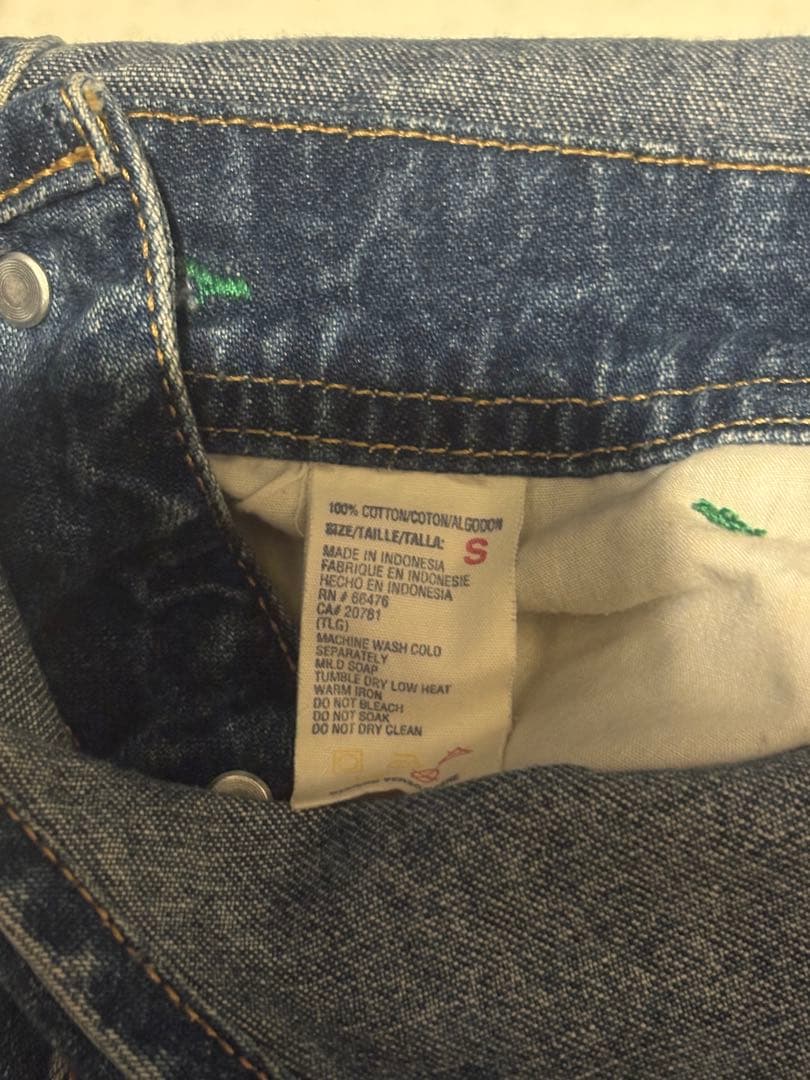 100% COTTON/COTON/ALGODON
SIZE/TAILLE/TALLA: S
MADE IN INDONESIA
FABRIQUE EN INDONESIE
HECHO EN INDONESIA
RN # 66476
CA# 20781
(TLG)
MACHINE WASH COLD
SEPARATELY
MILD SOAP
TUMBLE DRY LOW HEAT
WARM IRON
DO NOT BLEACH
DO NOT SOAK
DO NOT DRY CLEAN